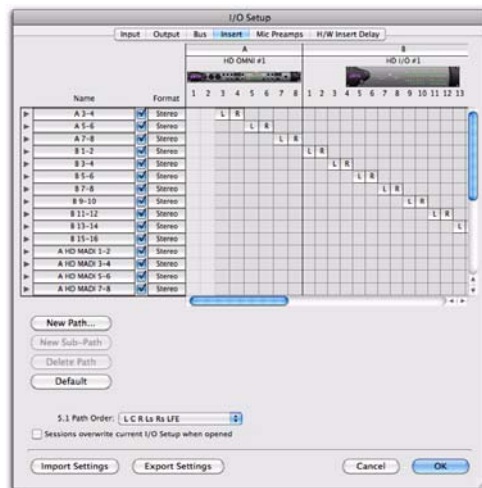 I/O Setup
Input Output Bus Insert Mic Preamps H/W Insert Delay
A B
HD OMNI #1 HD I/O #1
Name Format 1 2 3 4 5 6 7 8 1 2 3 4 5 6 7 8 9 10 11 12 13
A 3-4 Stereo L R
A 5-6 Stereo L R
A 7-8 Stereo L R
B 1-2 Stereo L R
B 3-4 Stereo L R
B 5-6 Stereo L R
B 7-8 Stereo L R
B 9-10 Stereo L R
B 11-12 Stereo L R
B 13-14 Stereo L
B 15-16 Stereo
A HD MADI 1-2 Stereo
A HD MADI 3-4 Stereo
A HD MADI 5-6 Stereo
A HD MADI 7-8 Stereo
New Path...
New Sub-Path
Delete Path
Default
5.1 Path Order: L C R Ls Rs LFE
Sessions overwrite current I/O Setup when opened
Import Settings Export Settings Cancel OK